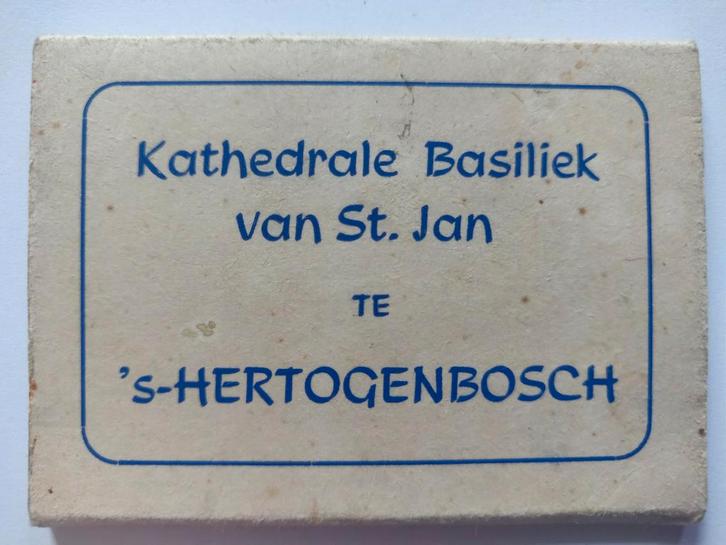 Kathedrale Basiliek
van St. Jan
TE
's-HERTOGENBOSCH